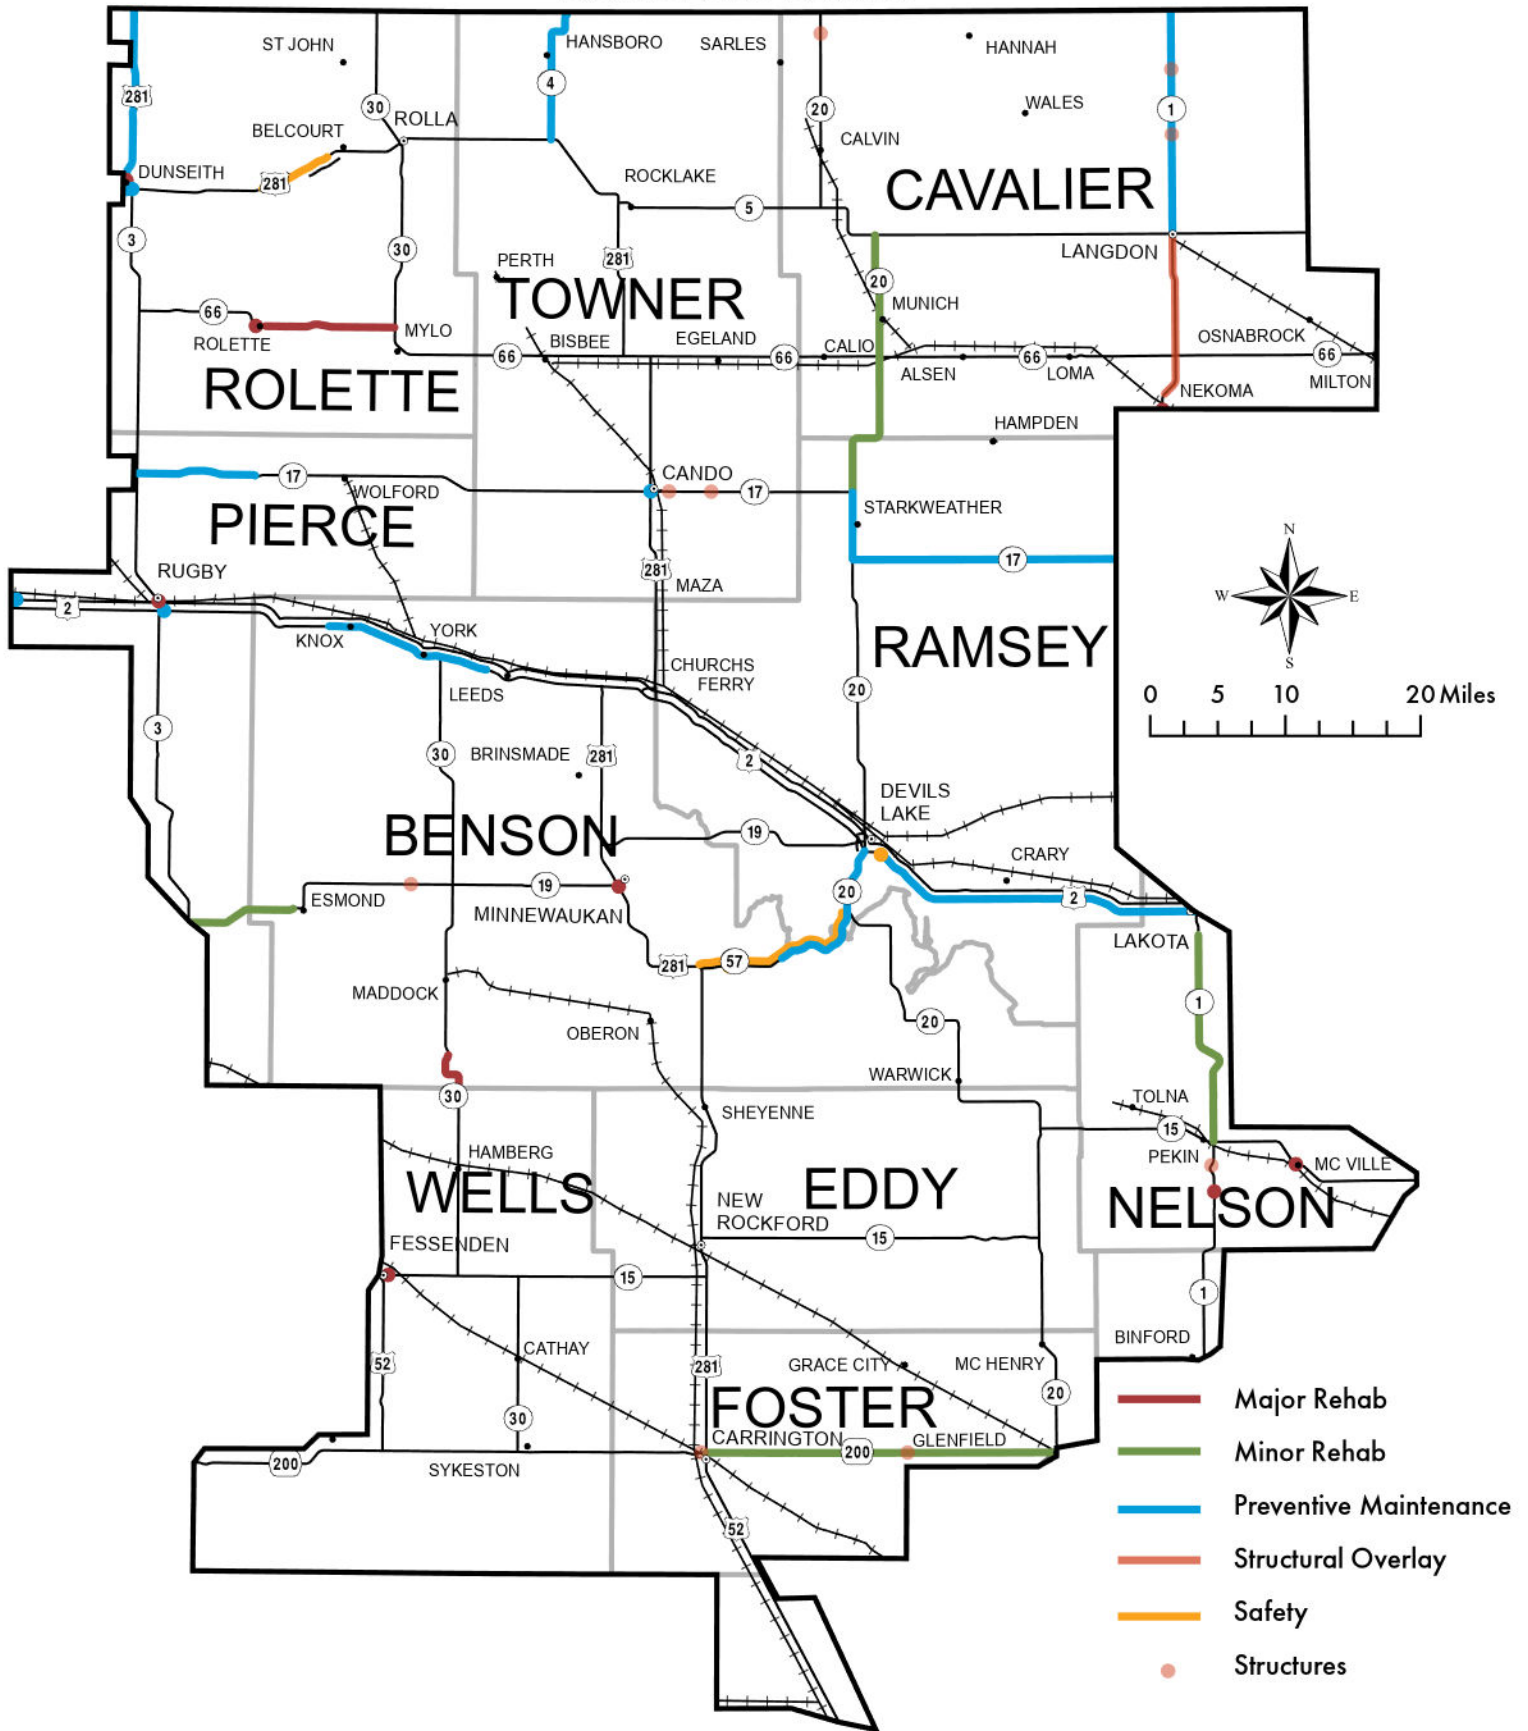 HANSBORO
ST JOHN
SARLES
HANNAH
4
281
30
20
WALES
1
ROLLA
BELCOURT
CALVIN
DUNSEITH
281
ROCKLAKE
CAVALIER
5
3
30
LANGDON
PERTH
281
20
TOWNER
66
MUNICH
ROLETTE
MYLO
BISBEE
EGELAND
CALIO
OSNABROCK
66
66
66
66
ALSEN
LOMA
MILTON
ROLETTE
NEKOMA
HAMPDEN
CANDO
17
WOLFORD
17
STARKWEATHER
PIERCE
N
17
RUGBY
281
MAZA
2
W
E
KNOX
YORK
RAMSEY
S
CHURCHS
FERRY
LEEDS
20
0
5
10
20 Miles
3
30
BRINSMADE
281
2
DEVILS
LAKE
BENSON
19
CRARY
ESMOND
19
20
2
MINNEWAUKAN
LAKOTA
281
57
MADDOCK
1
OBERON
20
WARWICK
30
TOLNA
SHEYENNE
15
HAMBERG
PEKIN
MC VILLE
WELLS
EDDY
NELSON
NEW
ROCKFORD
15
FESSENDEN
15
1
CATHAY
BINFORD
52
281
GRACE CITY
MC HENRY
20
30
FOSTER
Major Rehab
CARRINGTON
200
GLENFIELD
Minor Rehab
200
SYKESTON
Preventive Maintenance
52
Structural Overlay
Safety
Structures